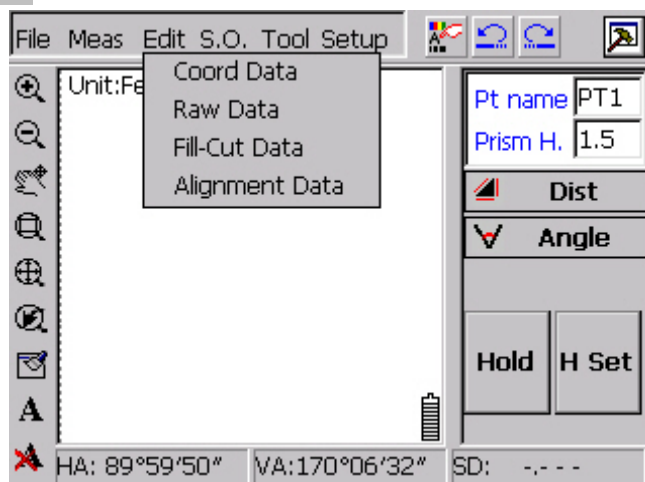 File Meas Edit S.O. Tool Setup
Coord Data
Raw Data
Fill-Cut Data
Alignment Data
Unit:Fe
Pt name PT1
Prism H. 1.5
Dist
Angle
Hold H Set
A
A
HA: 89°59′50″ VA:170°06′32″ SD: -.- - -